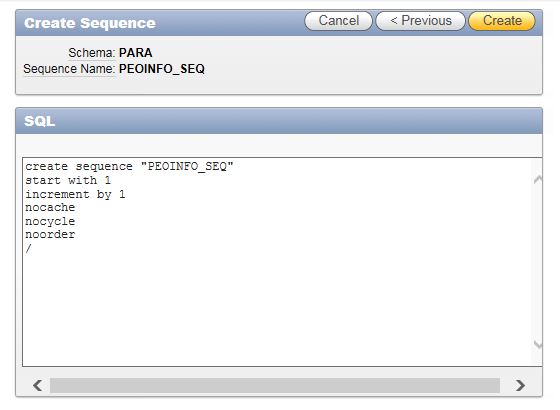 Create Sequence
Cancel
< Previous
Create
Schema: PARA
Sequence Name: PEOINFO_SEQ
SQL
create sequence "PEOINFO_SEQ"
start with 1
increment by 1
nocache
nocycle
noorder
/